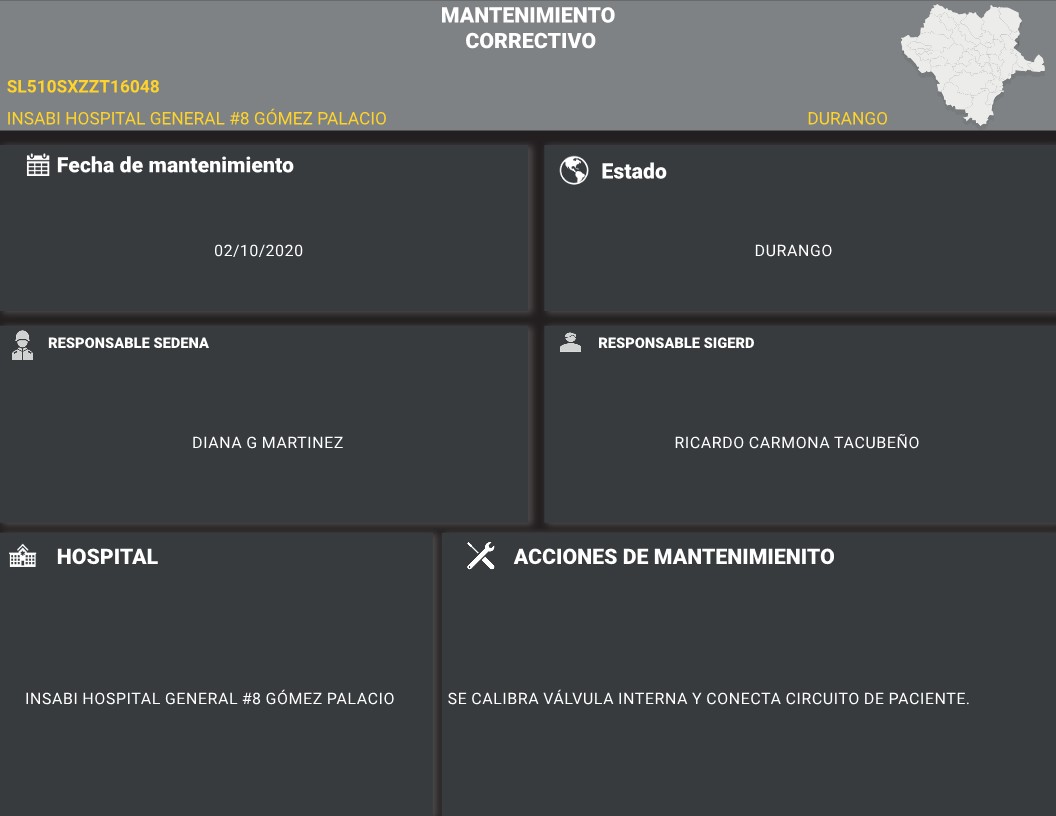 MANTENIMIENTO
CORRECTIVO
SL510SXZZT16048
INSABI HOSPITAL GENERAL #8 GÓMEZ PALACIO
DURANGO
Fecha de mantenimiento
02/10/2020
Estado
DURANGO
RESPONSABLE SEDENA
DIANA G MARTINEZ
RESPONSABLE SIGERD
RICARDO CARMONA TACUBEÑO
HOSPITAL
INSABI HOSPITAL GENERAL #8 GÓMEZ PALACIO
ACCIONES DE MANTENIMIENITO
SE CALIBRA VÁLVULA INTERNA Y CONECTA CIRCUITO DE PACIENTE.